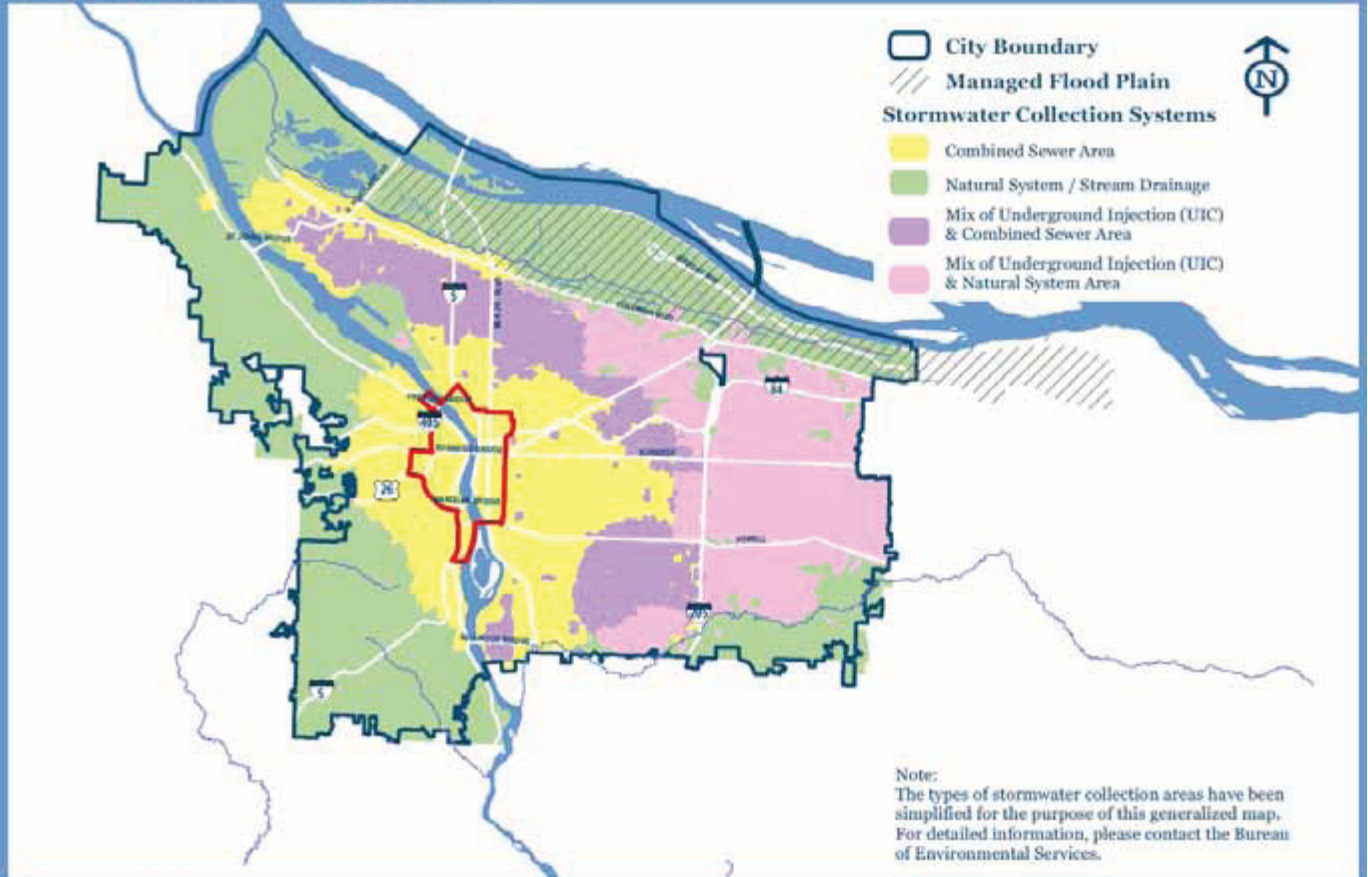 City Boundary
Managed Flood Plain
N
Stormwater Collection Systems
Combined Sewer Area
Natural System / Stream Drainage
Mix of Underground Injection (UIC)
& Combined Sewer Area
Mix of Underground Injection (UIC)
& Natural System Area
5
84
405
26
POWELL
205
5
Note:
The types of stormwater collection areas have been
simplified for the purpose of this generalized map.
For detailed information, please contact the Bureau
of Environmental Services.